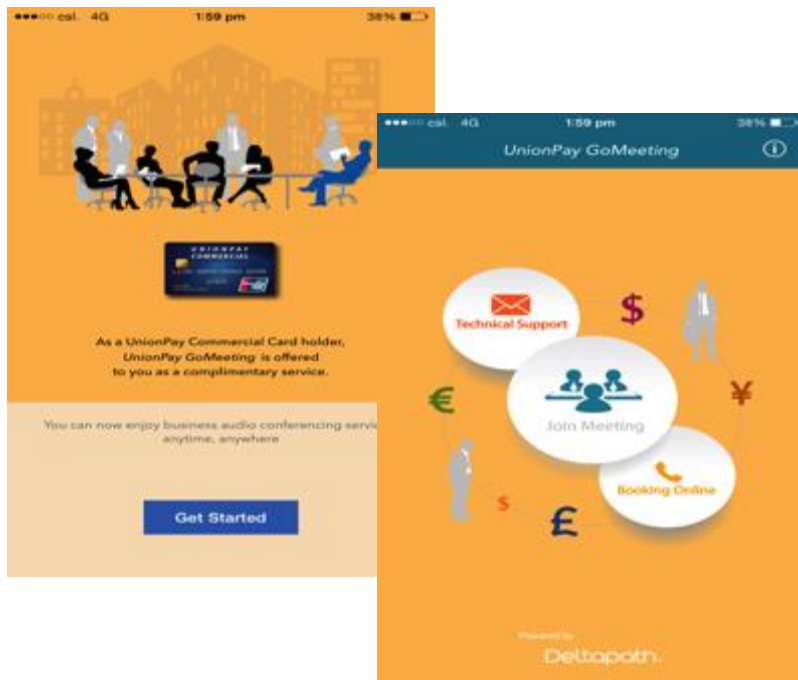 csl. 4G 1:59 pm 38%
UNIONPAY
COMMERCIAL
As a UnionPay Commercial Card holder,
UnionPay GoMeeting is offered
to you as a complimentary service.
You can now enjoy business audio conferencing servic
anytime, anywhere
Get Started
csl. 4G 1:59 pm 38%
UnionPay GoMeeting
Technical Support
$
€
¥
Join Meeting
Booking Online
$
£
Powered by
Deltapath